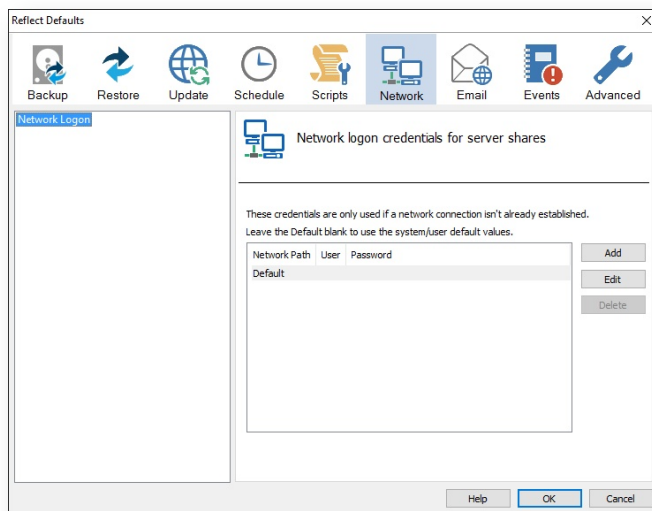 Reflect Defaults
Backup Restore Update Schedule Scripts Network Email Events Advanced
Network Logon
Network logon credentials for server shares
These credentials are only used if a network connection isn't already established.
Leave the Default blank to use the system/user default values.
Network Path User Password
Default
Add
Edit
Delete
Help OK Cancel